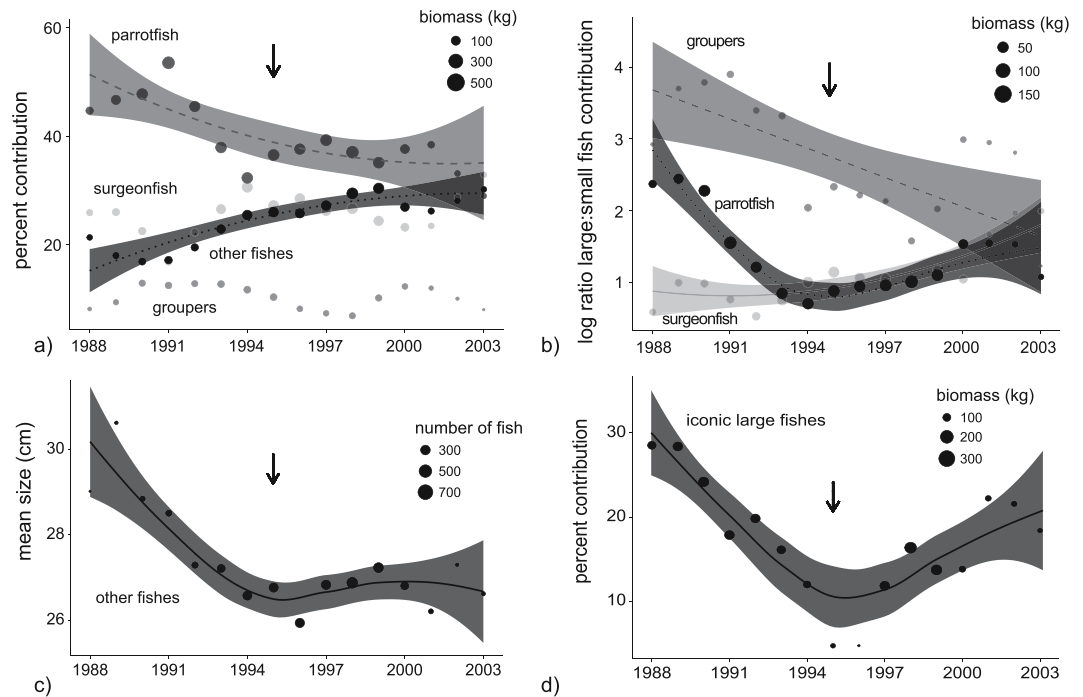 percent contribution
60
40
20
parrotfish
surgeonfish
other fishes
groupers
biomass (kg)
100
300
500
1988 1991 1994 1997 2000 2003
a)
log ratio large:small fish contribution
4
3
2
1
groupers
parrotfish
surgeonfish
biomass (kg)
50
100
150
1988 1991 1994 1997 2000 2003
b)
mean size (cm)
30
28
26
other fishes
number of fish
300
500
700
1988 1991 1994 1997 2000 2003
c)
percent contribution
30
20
10
iconic large fishes
biomass (kg)
100
200
300
1988 1991 1994 1997 2000 2003
d)